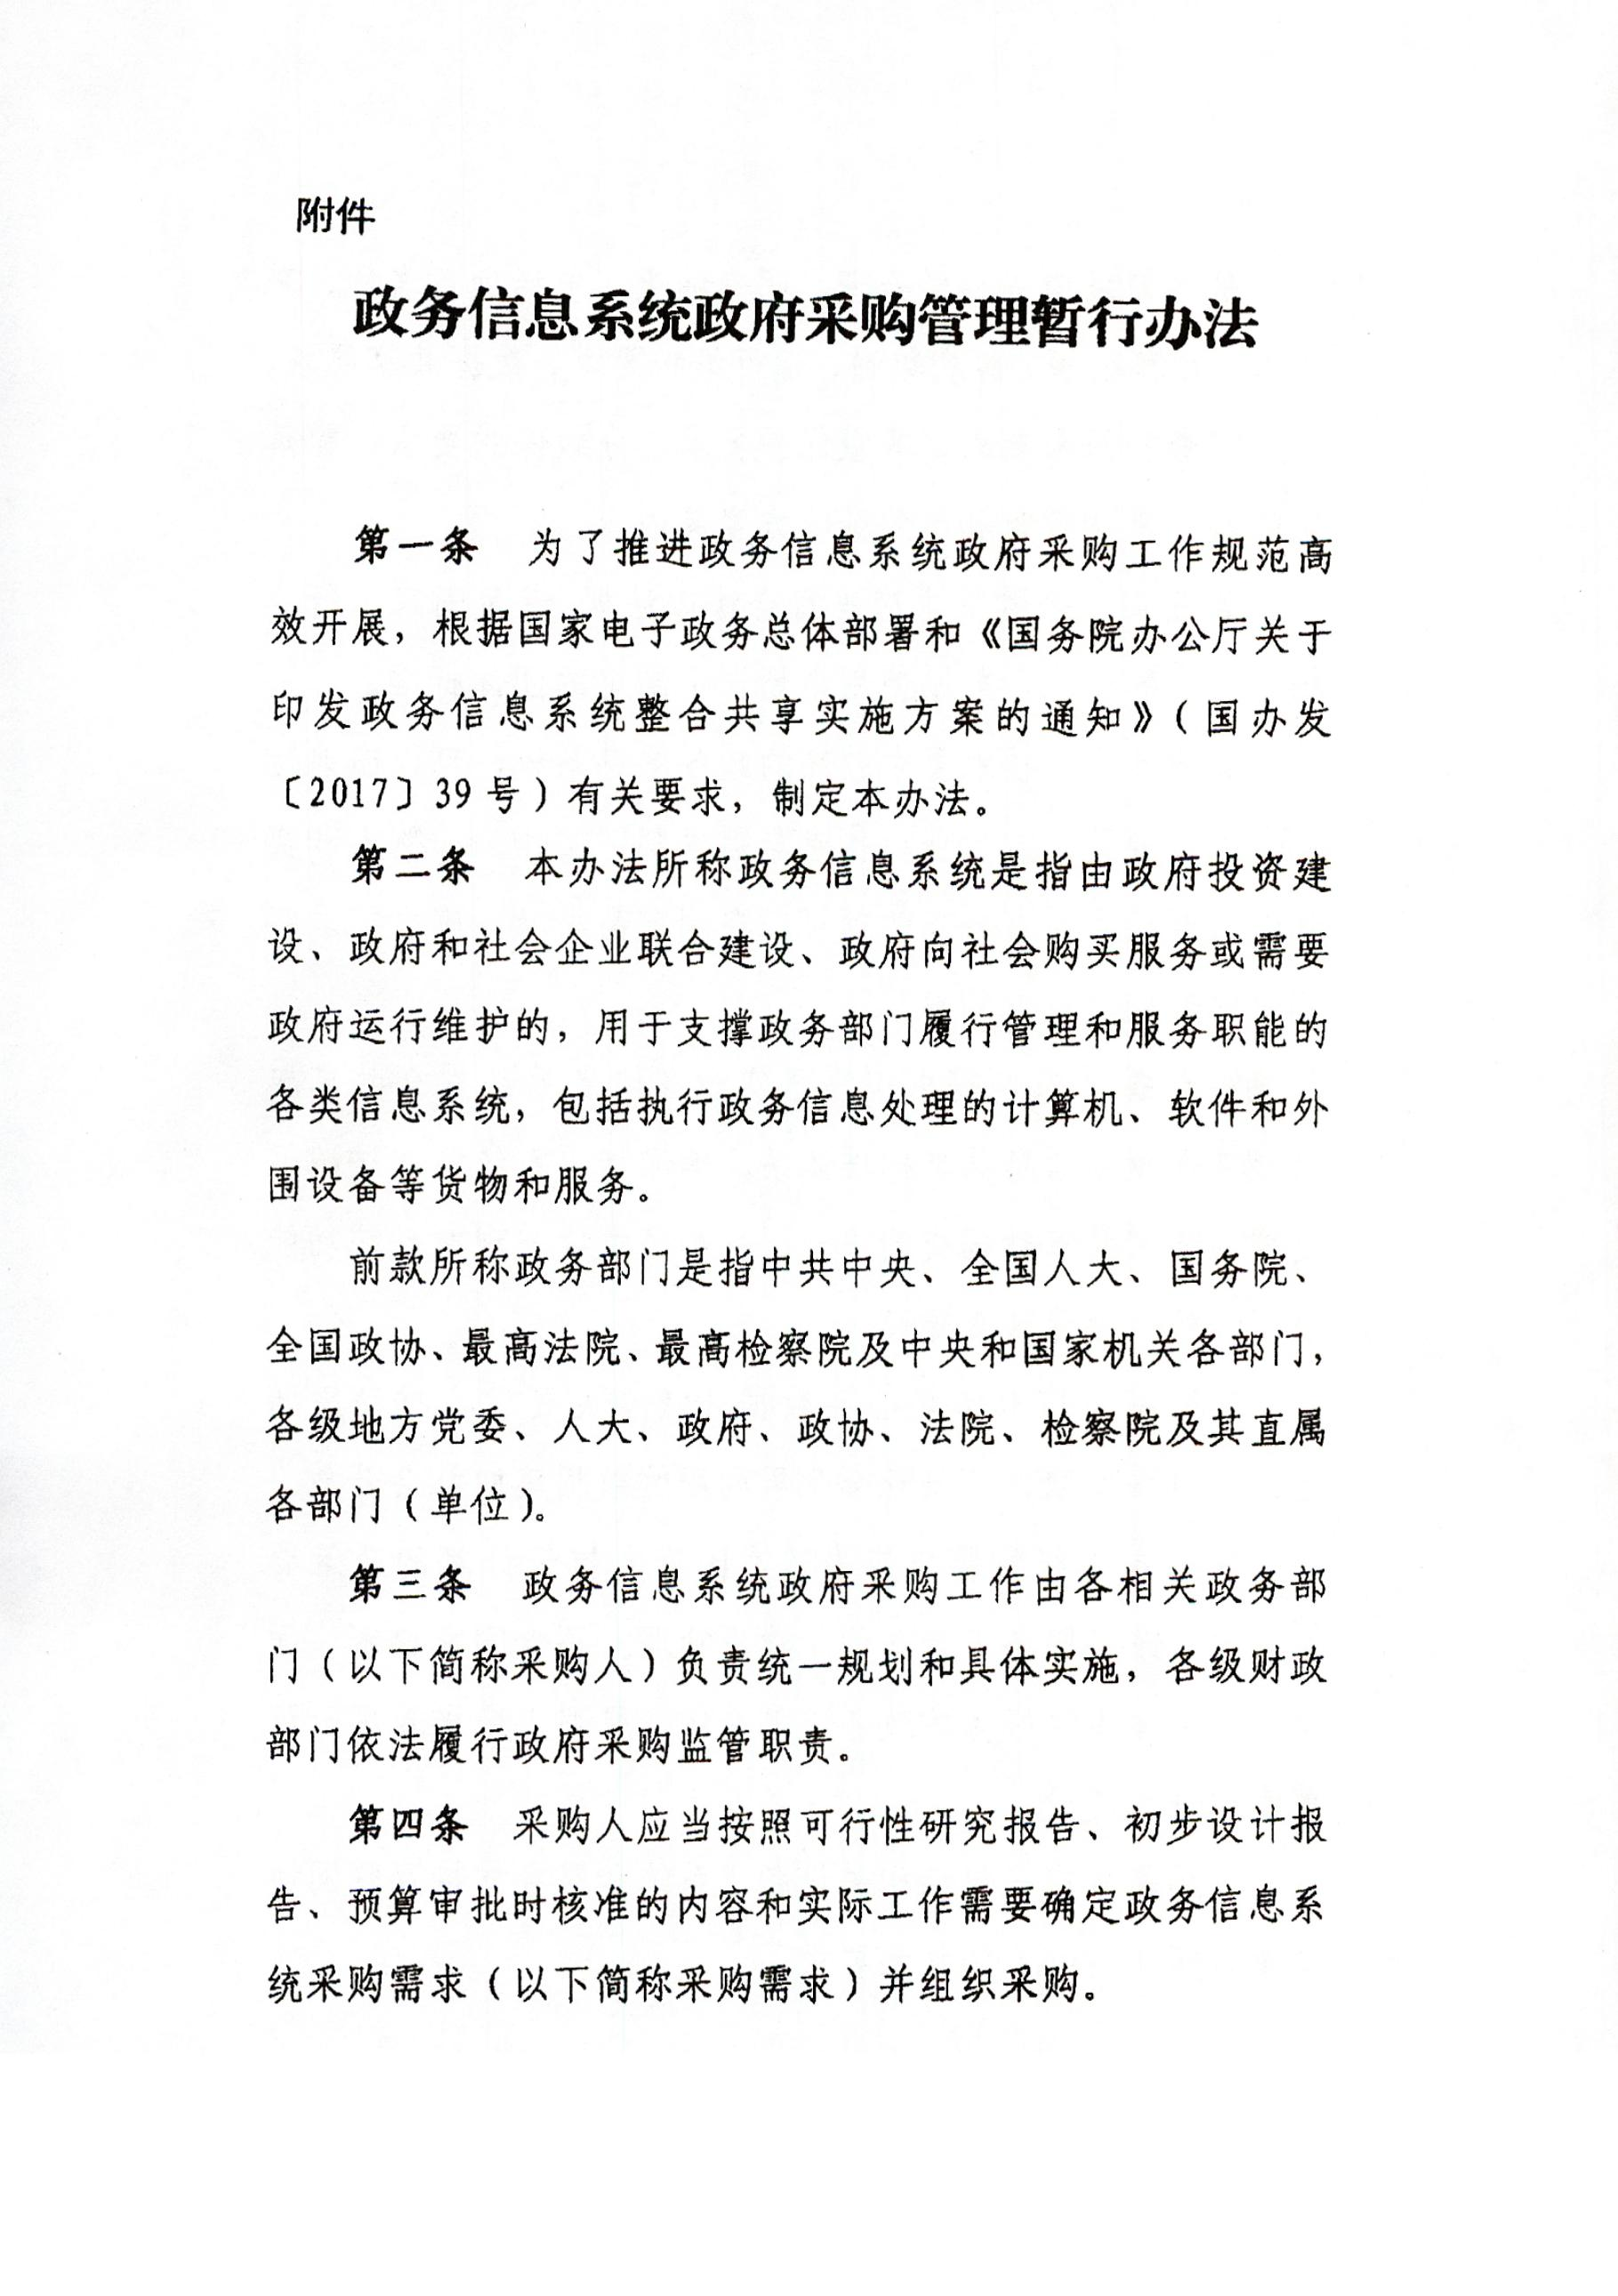 附件
政务信息系统政府采购管理暂行办法
第一条 为了推进政务信息系统政府采购工作规范高
效开展，根据国家电子政务总体部署和《国务院办公厅关于
印发政务信息系统整合共享实施方案的通知》（国办发
〔2017〕39 号）有关要求，制定本办法。
第二条 本办法所称政务信息系统是指由政府投资建
设、政府和社会企业联合建设、政府向社会购买服务或需要
政府运行维护的，用于支撑政务部门履行管理和服务职能的
各类信息系统，包括执行政务信息处理的计算机、软件和外
围设备等货物和服务。
前款所称政务部门是指中共中央、全国人大、国务院、
全国政协、最高法院、最高检察院及中央和国家机关各部门，
各级地方党委、人大、政府、政协、法院、检察院及其直属
各部门（单位）。
第三条 政务信息系统政府采购工作由各相关政务部
门（以下简称采购人）负责统一规划和具体实施，各级财政
部门依法履行政府采购监管职责。
第四条 采购人应当按照可行性研究报告、初步设计报
告、预算审批时核准的内容和实际工作需要确定政务信息系
统采购需求（以下简称采购需求）并组织采购。